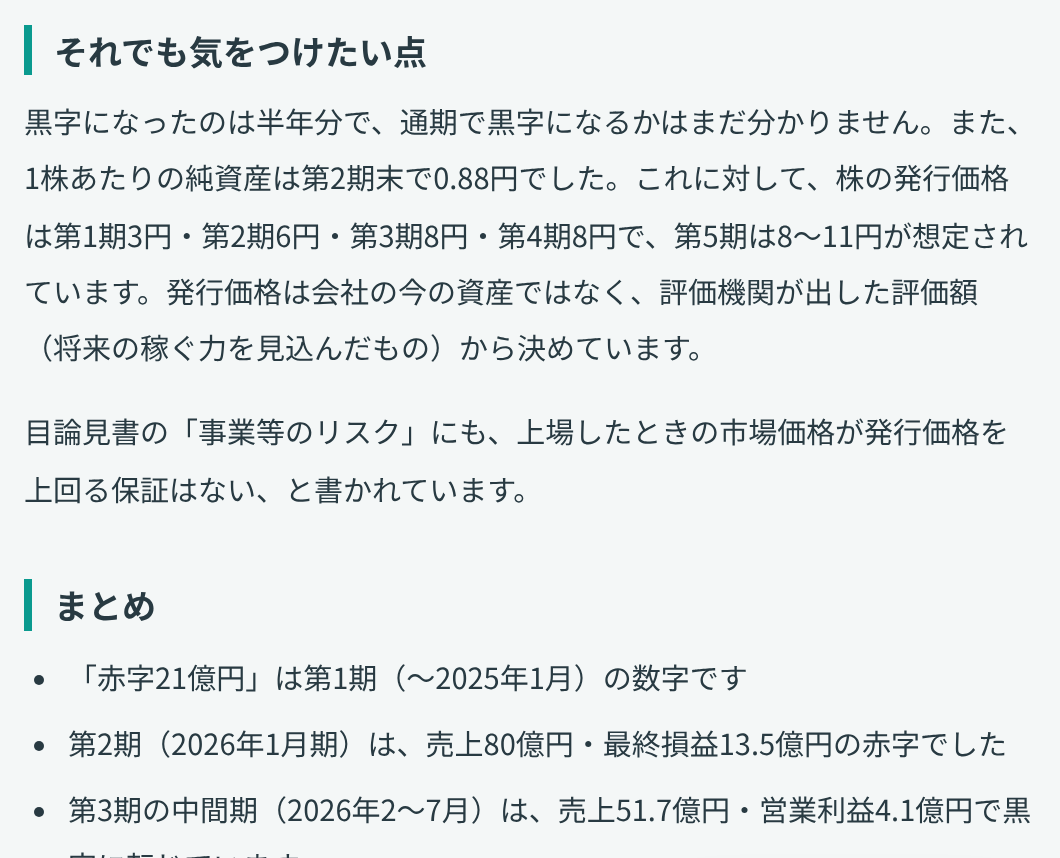 それでも気をつけたい点
黒字になったのは半年分で、通期で黒字になるかはまだ分かりません。また、
1株あたりの純資産は第2期末で0.88円でした。これに対して、株の発行価格
は第1期3円・第2期6円・第3期8円・第4期8円で、第5期は8〜11円が想定され
ています。発行価格は会社の今の資産ではなく、評価機関が出した評価額
（将来の稼ぐ力を見込んだもの）から決めています。
目論見書の「事業等のリスク」にも、上場したときの市場価格が発行価格を
上回る保証はない、と書かれています。
まとめ
• 「赤字21億円」は第1期（〜2025年1月）の数字です
• 第2期（2026年1月期）は、売上80億円・最終損益13.5億円の赤字でした
• 第3期の中間期（2026年2〜7月）は、売上51.7億円・営業利益4.1億円で黒